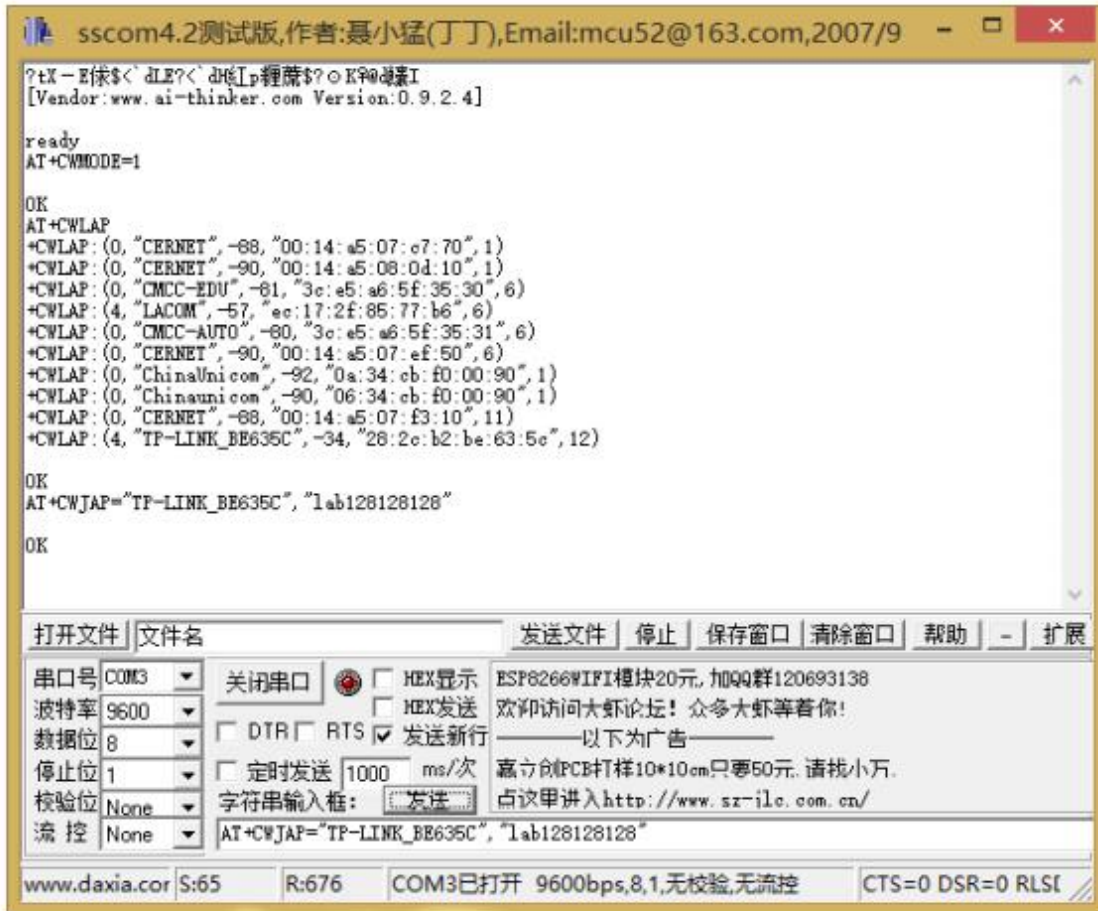 sscom4.2测试版,作者:聂小猛(丁丁),Email:mcu52@163.com,2007/9
[Vendor:www.ai-thinker.com Version:0.9.2.4]
ready
AT+CWMODE=1
OK
AT+CWLAP
+CWLAP:(0,"CERNET",-88,"00:14:a5:07:c7:70",1)
+CWLAP:(0,"CERNET",-90,"00:14:a5:08:0d:10",1)
+CWLAP:(0,"CMCC-EDU",-81,"3c:e5:a6:5f:35:30",6)
+CWLAP:(4,"LACOM",-57,"ec:17:2f:85:77:b6",6)
+CWLAP:(0,"CMCC-AUTO",-80,"3c:e5:a6:5f:35:31",6)
+CWLAP:(0,"CERNET",-90,"00:14:a5:07:ef:50",6)
+CWLAP:(0,"ChinaUnicom",-92,"0a:34:cb:f0:00:90",1)
+CWLAP:(0,"Chinaunicom",-90,"06:34:cb:f0:00:90",1)
+CWLAP:(0,"CERNET",-88,"00:14:a5:07:f3:10",11)
+CWLAP:(4,"TP-LINK_BE635C",-34,"28:2c:b2:be:63:5c",12)
OK
AT+CWJAP="TP-LINK_BE635C","lab128128128"
OK
打开文件 文件名 发送文件 停止 保存窗口 清除窗口 帮助 - 扩展
串口号 COM3 关闭串口 HEX显示 ESP8266WIFI模块20元,加QQ群120693138
波特率 9600 HEX发送 欢迎访问大虾论坛！众多大虾等着你!
数据位 8 DTR RTS 发送新行 ————以下为广告————
停止位 1 定时发送 1000 ms/次 嘉立创PCB打样10*10cm只要50元.请找小万.
校验位 None 字符串输入框: 发送 点这里进入http://www.sz-jlc.com.cn/
流 控 None AT+CWJAP="TP-LINK_BE635C","lab128128128"
www.daxia.cor S:65 R:676 COM3已打开 9600bps,8,1,无校验,无流控 CTS=0 DSR=0 RLS